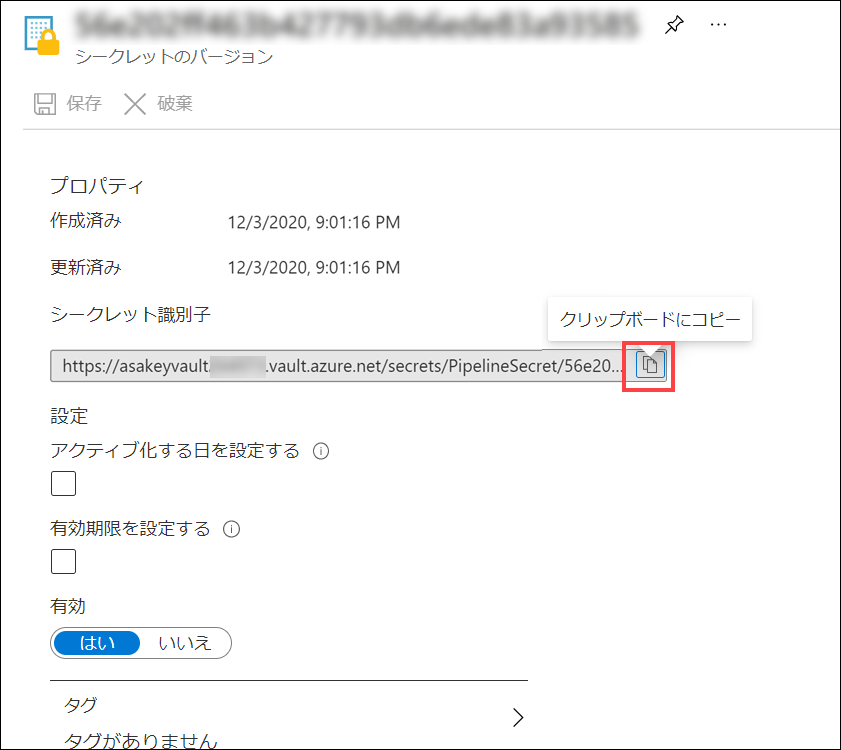 シークレットのバージョン
保存 破棄
プロパティ
作成済み 12/3/2020, 9:01:16 PM
更新済み 12/3/2020, 9:01:16 PM
シークレット識別子
クリップボードにコピー
https://asakeyvault .vault.azure.net/secrets/PipelineSecret/56e20...
設定
アクティブ化する日を設定する
有効期限を設定する
有効
はい いいえ
タグ
タグがありません